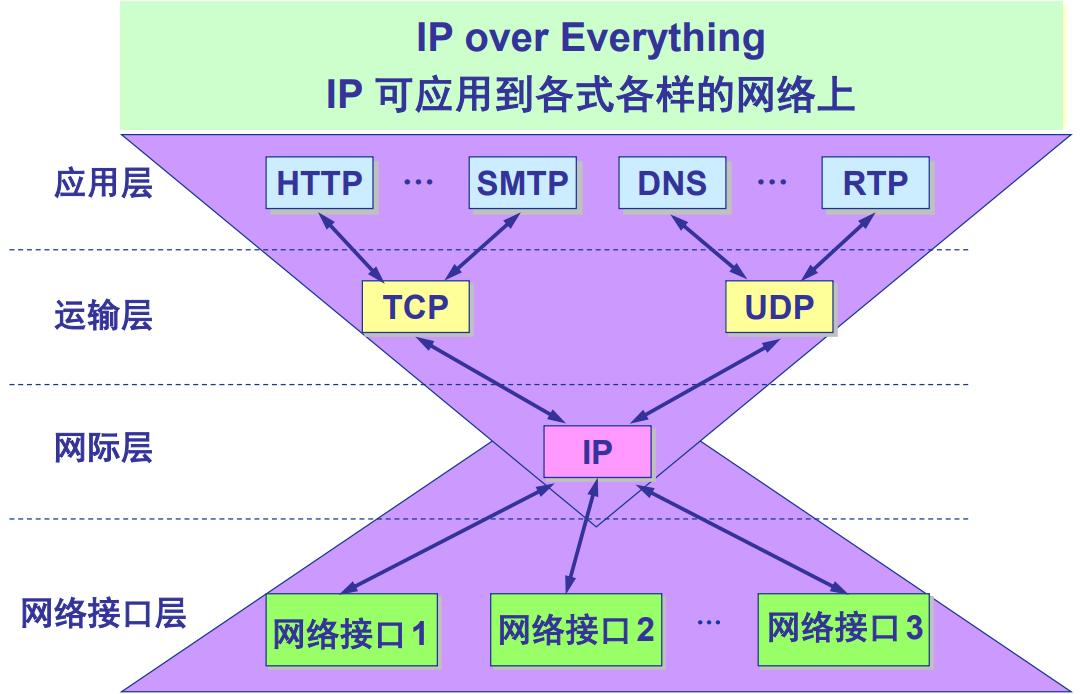 IP over Everything
IP 可应用到各式各样的网络上
应用层
HTTP … SMTP DNS … RTP
运输层
TCP UDP
网际层
IP
网络接口层
网络接口1 网络接口2 … 网络接口3